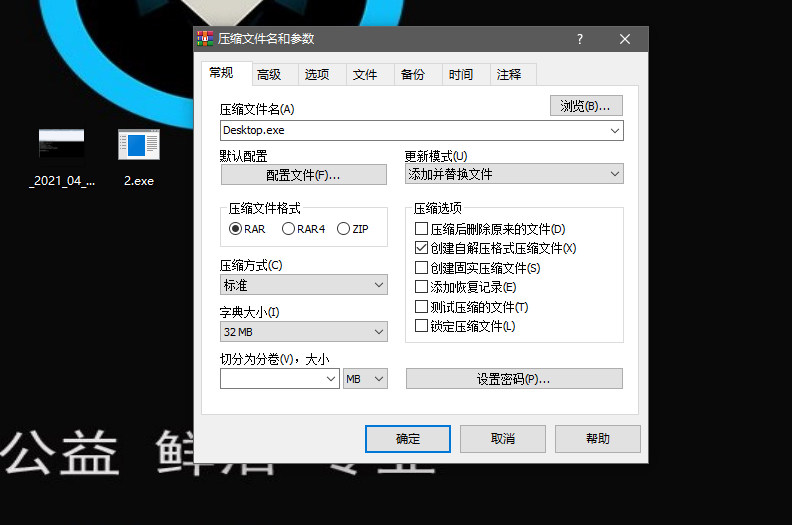 压缩文件名和参数
?
常规 高级 选项 文件 备份 时间 注释
压缩文件名(A)
浏览(B)...
Desktop.exe
默认配置
配置文件(F)...
更新模式(U)
添加并替换文件
压缩文件格式
RAR RAR4 ZIP
压缩方式(C)
标准
字典大小(I)
32 MB
切分为分卷(V)，大小
MB
压缩选项
压缩后删除原来的文件(D)
创建自解压格式压缩文件(X)
创建固实压缩文件(S)
添加恢复记录(E)
测试压缩的文件(T)
锁定压缩文件(L)
设置密码(P)...
确定 取消 帮助
_2021_04_...
2.exe
公益